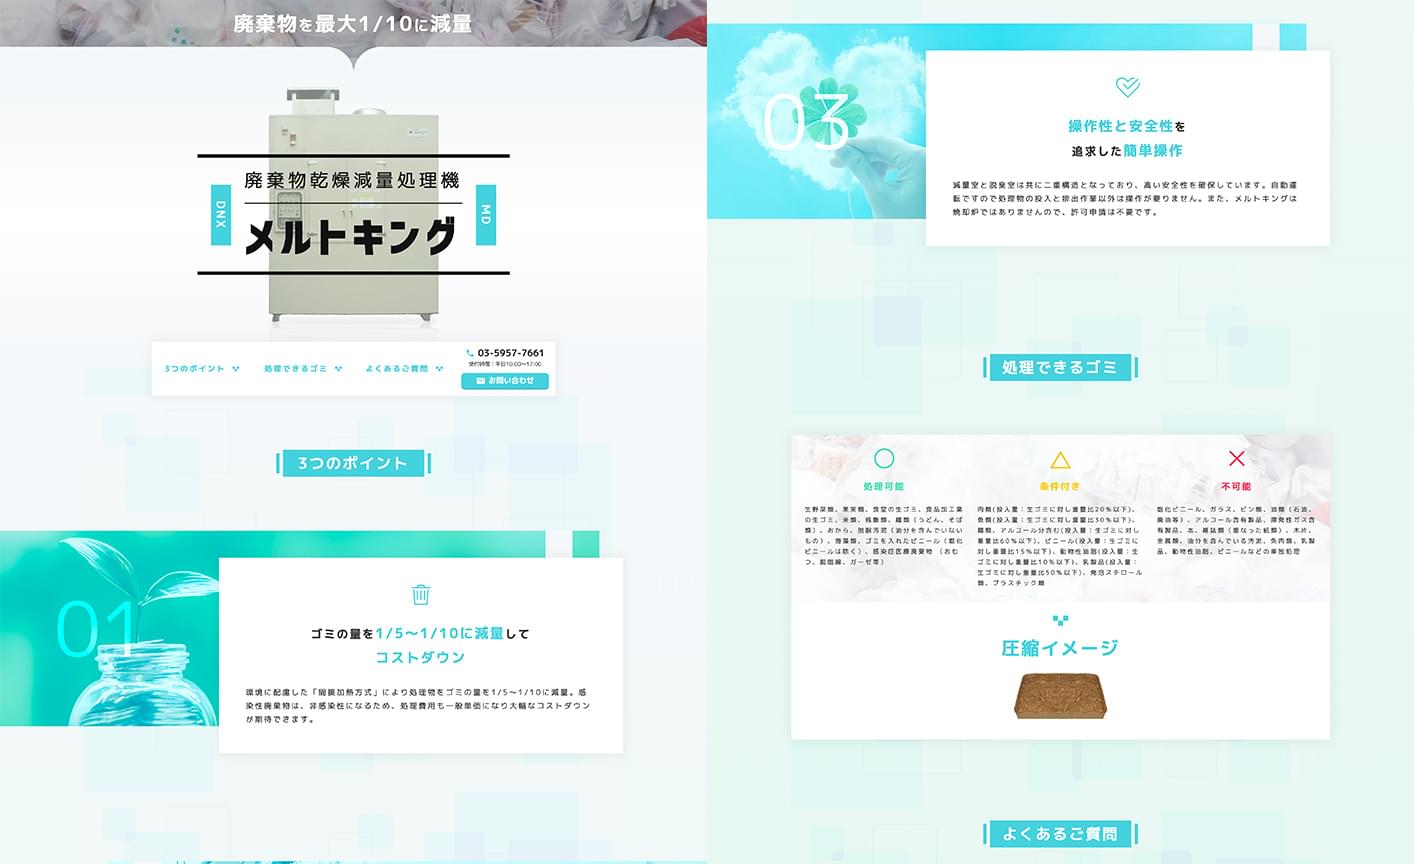 廃棄物を最大1/10に減量
廃棄物乾燥減量処理機
DNX
MD
メルトキング
3つのポイント
処理できるゴミ
よくあるご質問
03-5957-7661
受付時間：平日10:00〜17:00
お問い合わせ
3つのポイント
01
ゴミの量を1/5〜1/10に減量して
コストダウン
環境に配慮した「間接加熱方式」により処理物をゴミの量を1/5〜1/10に減量。感
染性廃棄物は、非感染性になるため、処理費用も一般単価になり大幅なコストダウン
が期待できます。
03
操作性と安全性を
追求した簡単操作
減量室と脱臭室は共に二重構造となっており、高い安全性を確保しています。自動運
転ですので処理物の投入と排出作業以外は操作が要りません。また、メルトキングは
焼却炉ではありませんので、許可申請は不要です。
処理できるゴミ
処理可能
生野菜類、果実類、食堂の生ゴミ、食品加工業
の生ゴミ、米類、残飯類、麺類（うどん、そば
類）、おから、脱脂汚泥（油分を含んでいない
もの）、海藻類、ゴミを入れたビニール（塩化
ビニールは除く）、感染症医療廃棄物 （おむ
つ、脱脂綿、ガーゼ等）
条件付き
肉類(投入量：生ゴミに対し重量比20%以下)、
魚類(投入量：生ゴミに対し重量比30%以下)、
鶏糞、アルコール分含む(投入量：生ゴミに対し
重量比60%以下)、ビニール(投入量：生ゴミに
対し重量比15%以下)、動物性油脂(投入量：生
ゴミに対し重量比10%以下)、乳製品(投入量：
生ゴミに対し重量比50%以下)、発泡スチロール
類、プラスチック類
不可能
塩化ビニール、ガラス、ビン類、油類（石油、
廃油等）、アルコール含有製品、揮発性ガス含
有製品、本、雑誌類（重なった紙類）、木片、
金属類、油分を含んでいる汚泥、魚肉類、乳製
品、動物性油脂、ビニールなどの単独処理
圧縮イメージ
よくあるご質問